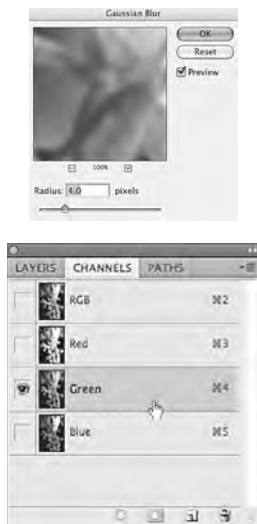 Gaussian Blur
OK
Reset
Preview
100%
Radius: 4.0 pixels
LAYERS CHANNELS PATHS
RGB ⌘2
Red ⌘3
Green ⌘4
Blue ⌘5